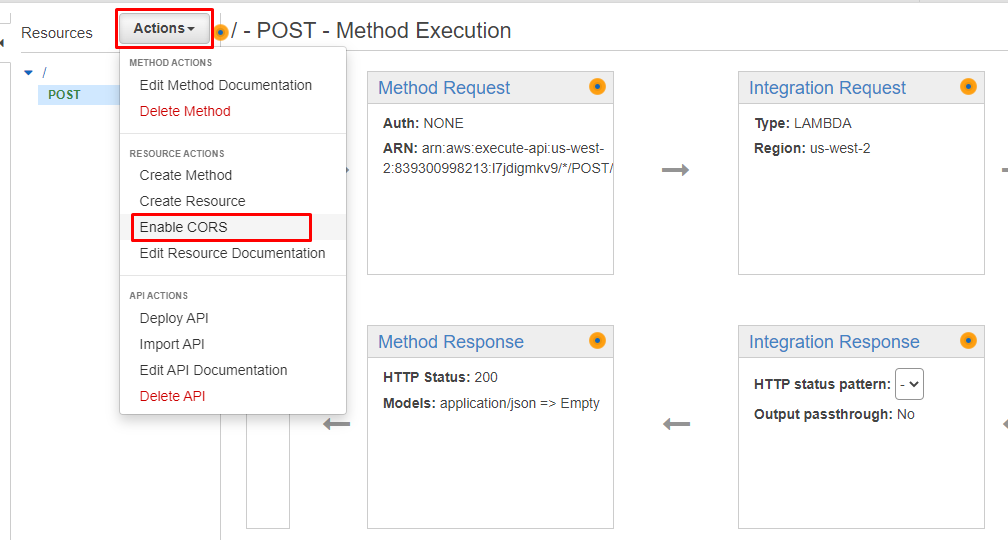 Resources
Actions
/ - POST - Method Execution
/
POST
METHOD ACTIONS
Edit Method Documentation
Delete Method
RESOURCE ACTIONS
Create Method
Create Resource
Enable CORS
Edit Resource Documentation
API ACTIONS
Deploy API
Import API
Edit API Documentation
Delete API
Method Request
Auth: NONE
ARN: arn:aws:execute-api:us-west-
2:839300998213:l7jdigmkv9/*/POST/
Integration Request
Type: LAMBDA
Region: us-west-2
Method Response
HTTP Status: 200
Models: application/json => Empty
Integration Response
HTTP status pattern: -
Output passthrough: No